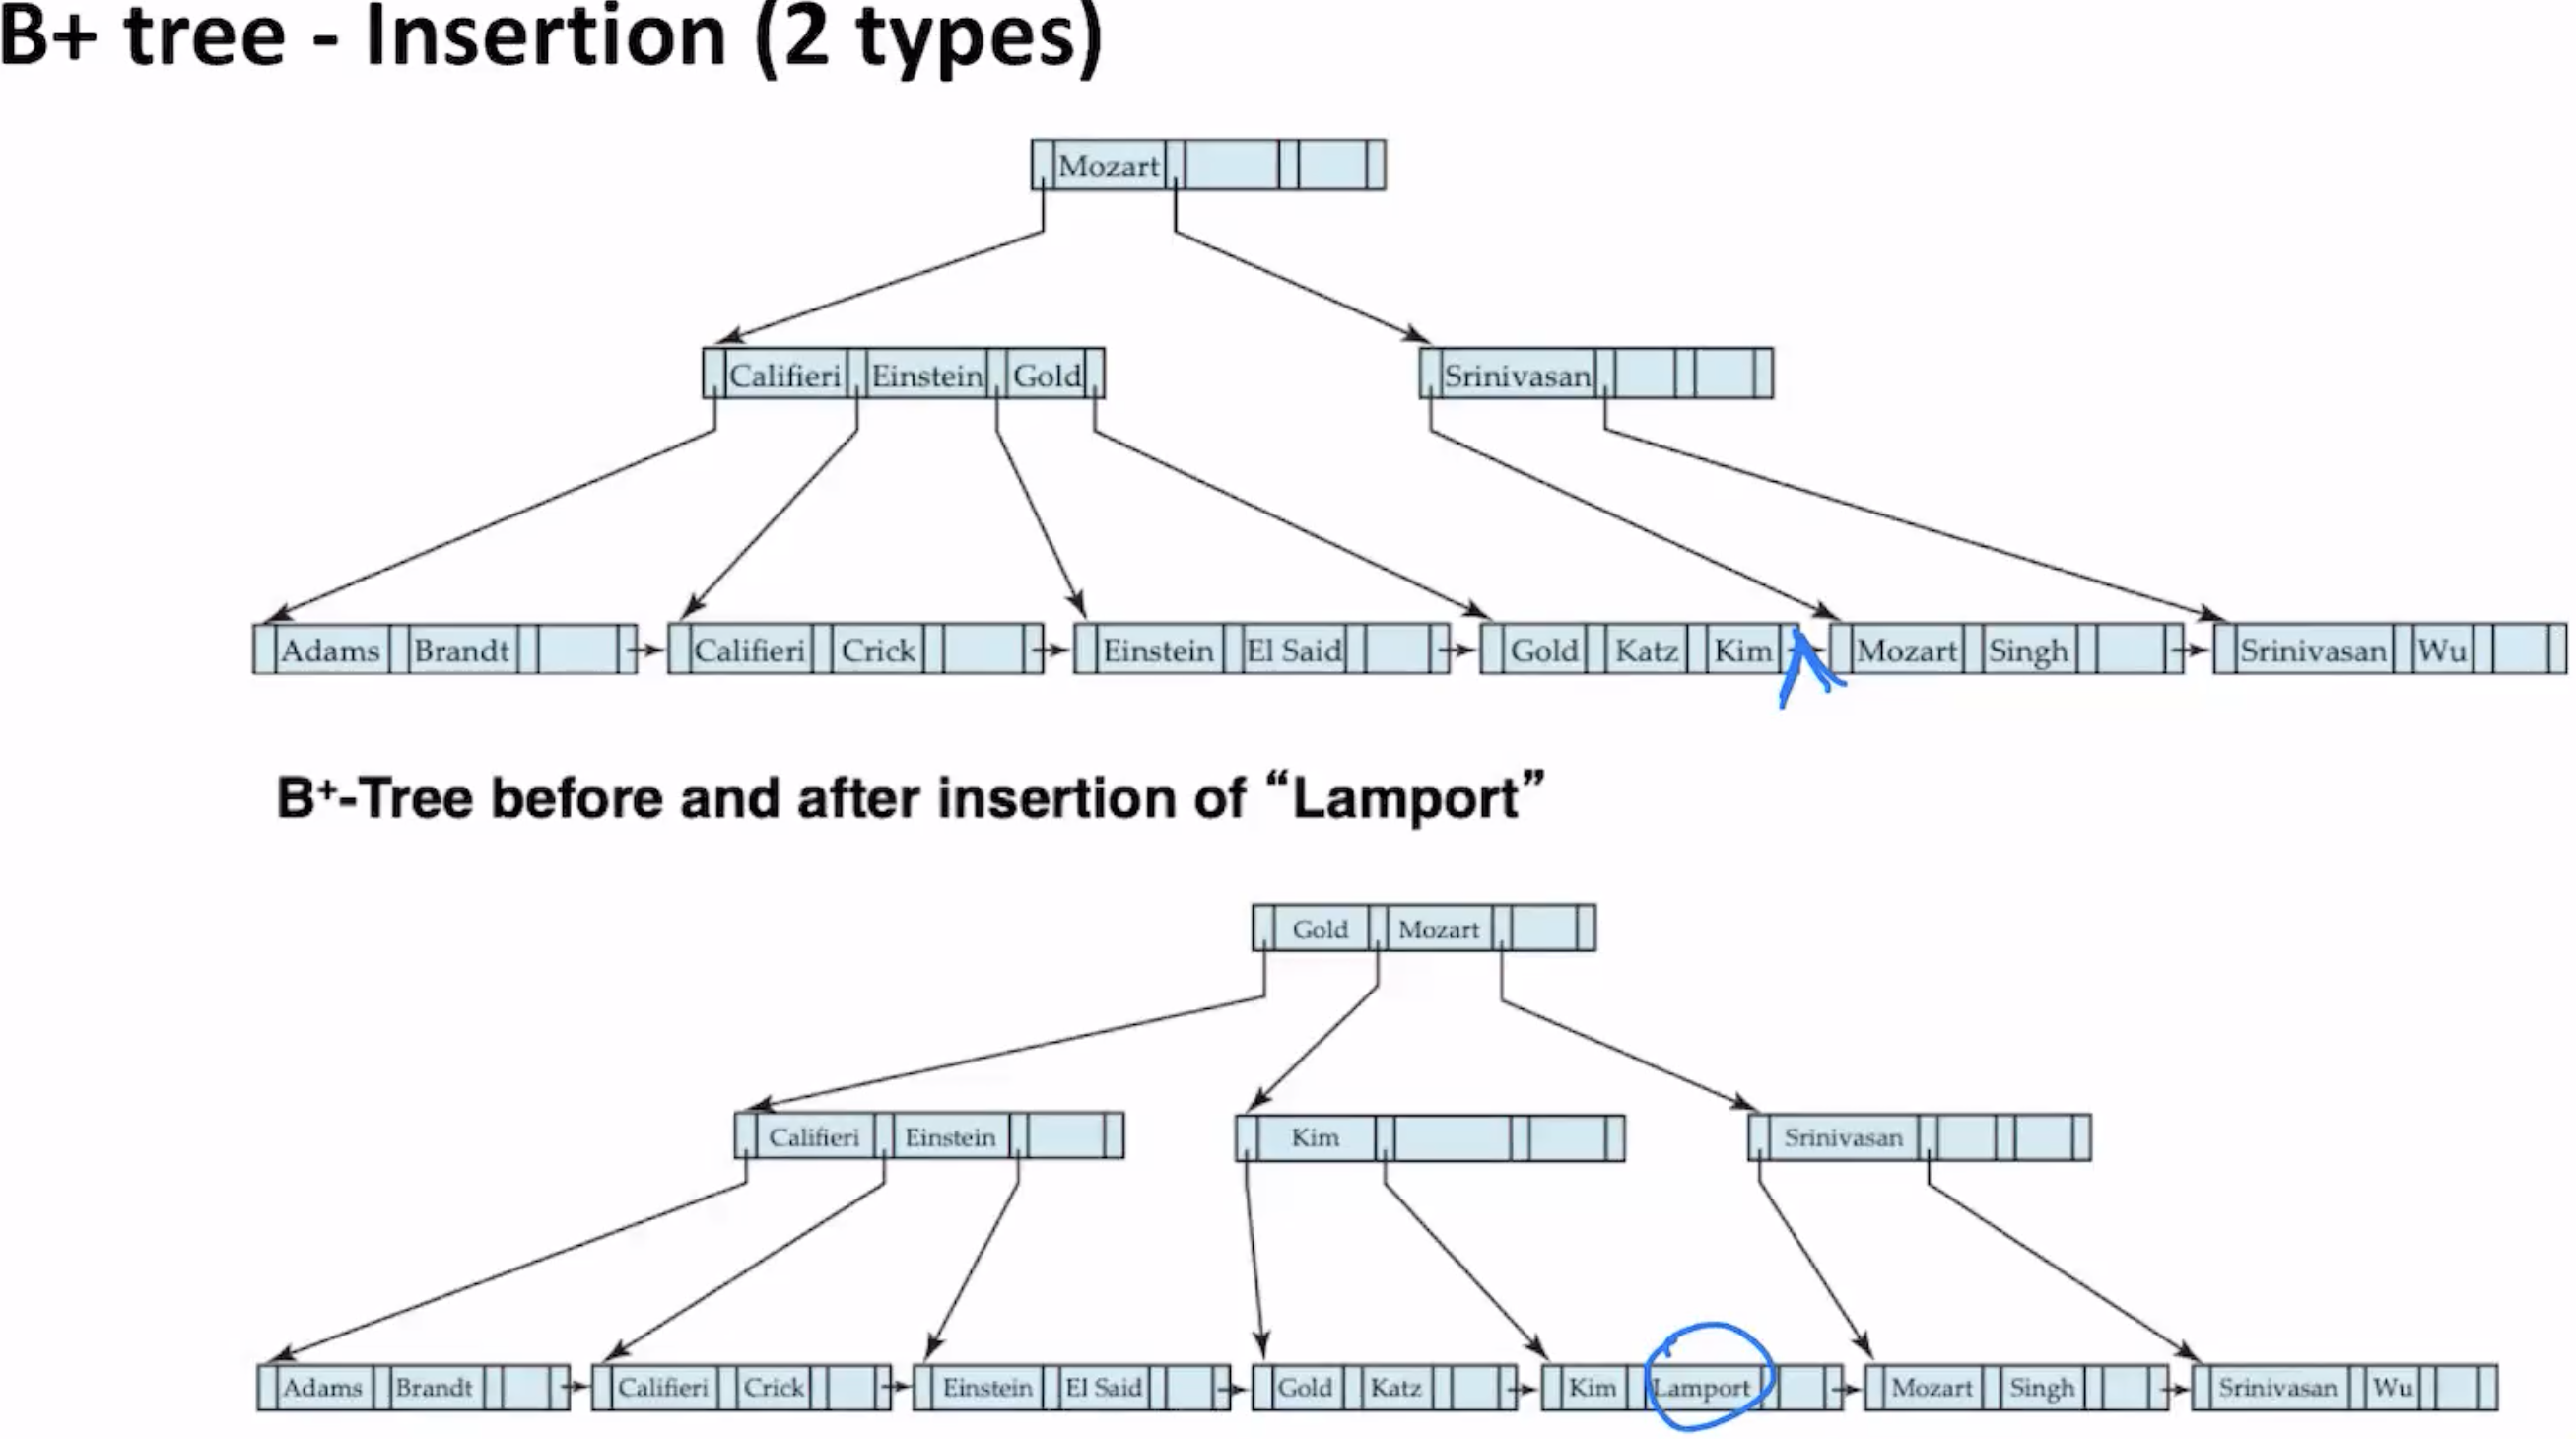 B+ tree - Insertion (2 types)
Mozart
Califieri Einstein Gold Srinivasan
Adams Brandt Califieri Crick Einstein El Said Gold Katz Kim Mozart Singh Srinivasan Wu
B+-Tree before and after insertion of “Lamport”
Gold Mozart
Califieri Einstein Kim Srinivasan
Adams Brandt Califieri Crick Einstein El Said Gold Katz Kim Lamport Mozart Singh Srinivasan Wu